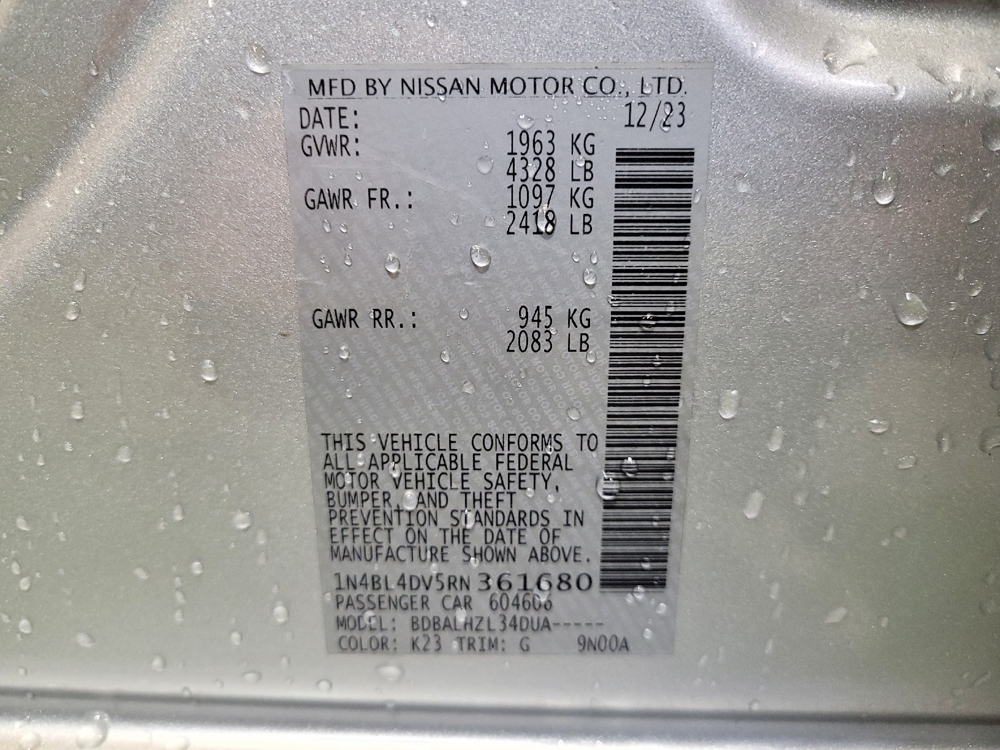 MFD BY NISSAN MOTOR CO., LTD.
DATE: 12/23
GVWR: 1963 KG
4328 LB
GAWR FR.: 1097 KG
2418 LB
GAWR RR.: 945 KG
2083 LB
THIS VEHICLE CONFORMS TO
ALL APPLICABLE FEDERAL
MOTOR VEHICLE SAFETY,
BUMPER, AND THEFT
PREVENTION STANDARDS IN
EFFECT ON THE DATE OF
MANUFACTURE SHOWN ABOVE.
1N4BL4DV5RN 361680
PASSENGER CAR 604606
MODEL: BDBALHZL34DUA-----
COLOR: K23 TRIM: G 9N00A